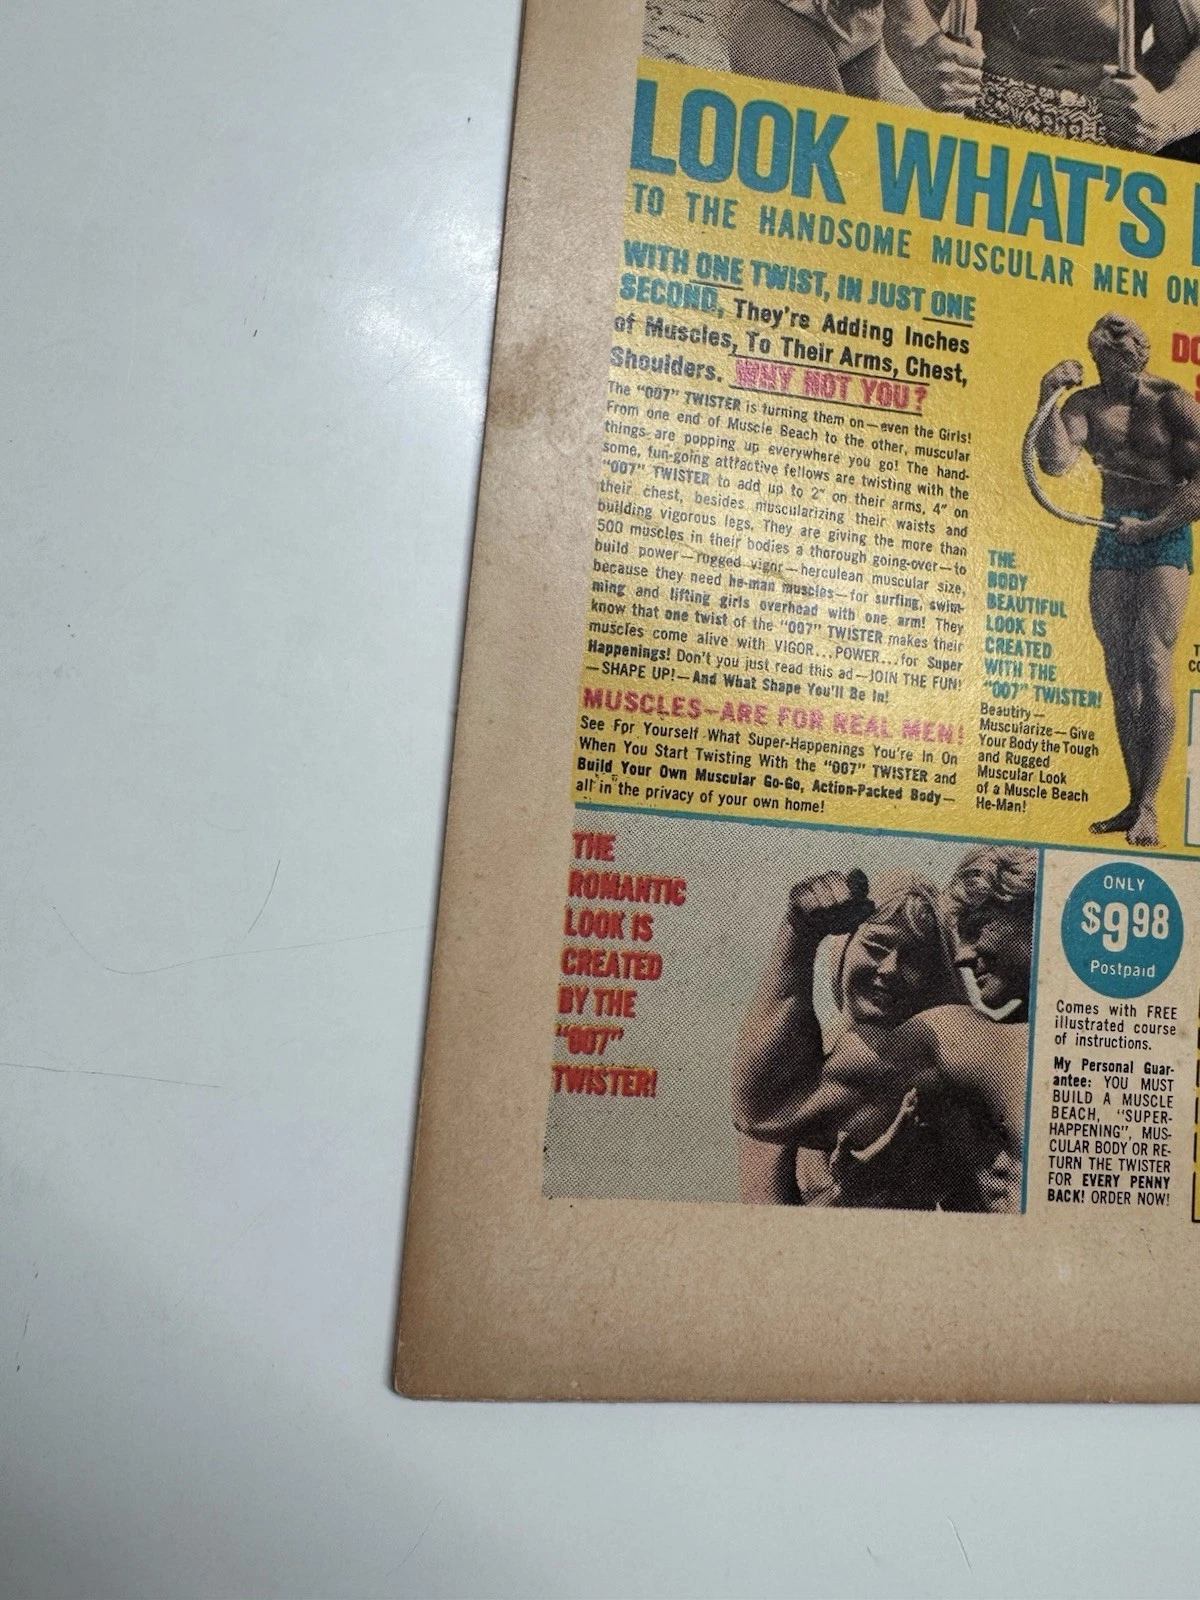 LOOK WHAT'S
TO THE HANDSOME MUSCULAR MEN ON
WITH ONE TWIST, IN JUST ONE
SECOND, They're Adding Inches
of Muscles, To Their Arms, Chest,
Shoulders. WHY NOT YOU?
The "007" TWISTER is turning them on—even the Girls!
From one end of Muscle Beach to the other, muscular
things are popping up everywhere you go! The hand-
some, fun-going attractive fellows are twisting with the
"007" TWISTER to add up to 2" on their arms, 4" on
their chest, besides muscularizing their waists and
building vigorous legs. They are giving the more than
500 muscles in their bodies a thorough going-over—to
build power—rugged vigor—herculean muscular size,
because they need he-man muscles—for surfing, swim-
ming and lifting girls overhead with one arm! They
know that one twist of the "007" TWISTER makes their
muscles come alive with VIGOR...POWER...for Super
Happenings! Don't you just read this ad—JOIN THE FUN!
—SHAPE UP!—And What Shape You'll Be In!
MUSCLES—ARE FOR REAL MEN!
See For Yourself What Super-Happenings You're In On
When You Start Twisting With the "007" TWISTER and
Build Your Own Muscular Go-Go, Action-Packed Body—
all in the privacy of your own home!
THE
BODY
BEAUTIFUL
LOOK IS
CREATED
WITH THE
"007" TWISTER!
Beautify—
Muscularize—Give
Your Body the Tough
and Rugged
Muscular Look
of a Muscle Beach
He-Man!
THE
ROMANTIC
LOOK IS
CREATED
BY THE
"007"
TWISTER!
ONLY
$9.98
Postpaid
Comes with FREE
illustrated course
of instructions.
My Personal Guar-
antee: YOU MUST
BUILD A MUSCLE
BEACH, "SUPER-
HAPPENING", MUS-
CULAR BODY OR RE-
TURN THE TWISTER
FOR EVERY PENNY
BACK! ORDER NOW!